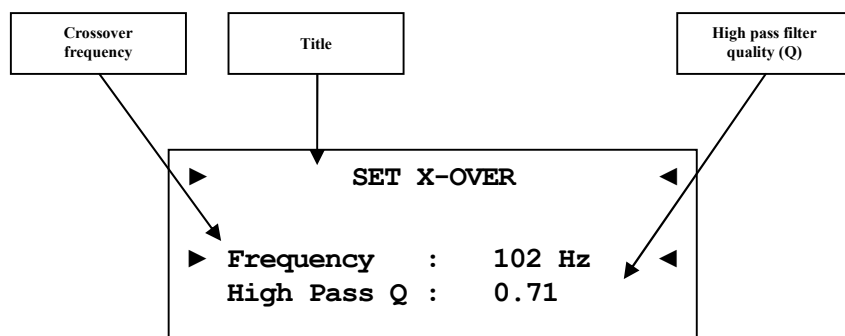 Crossover
frequency
Title
High pass filter
quality (Q)
► SET X-OVER ◄
► Frequency : 102 Hz ◄
High Pass Q : 0.71